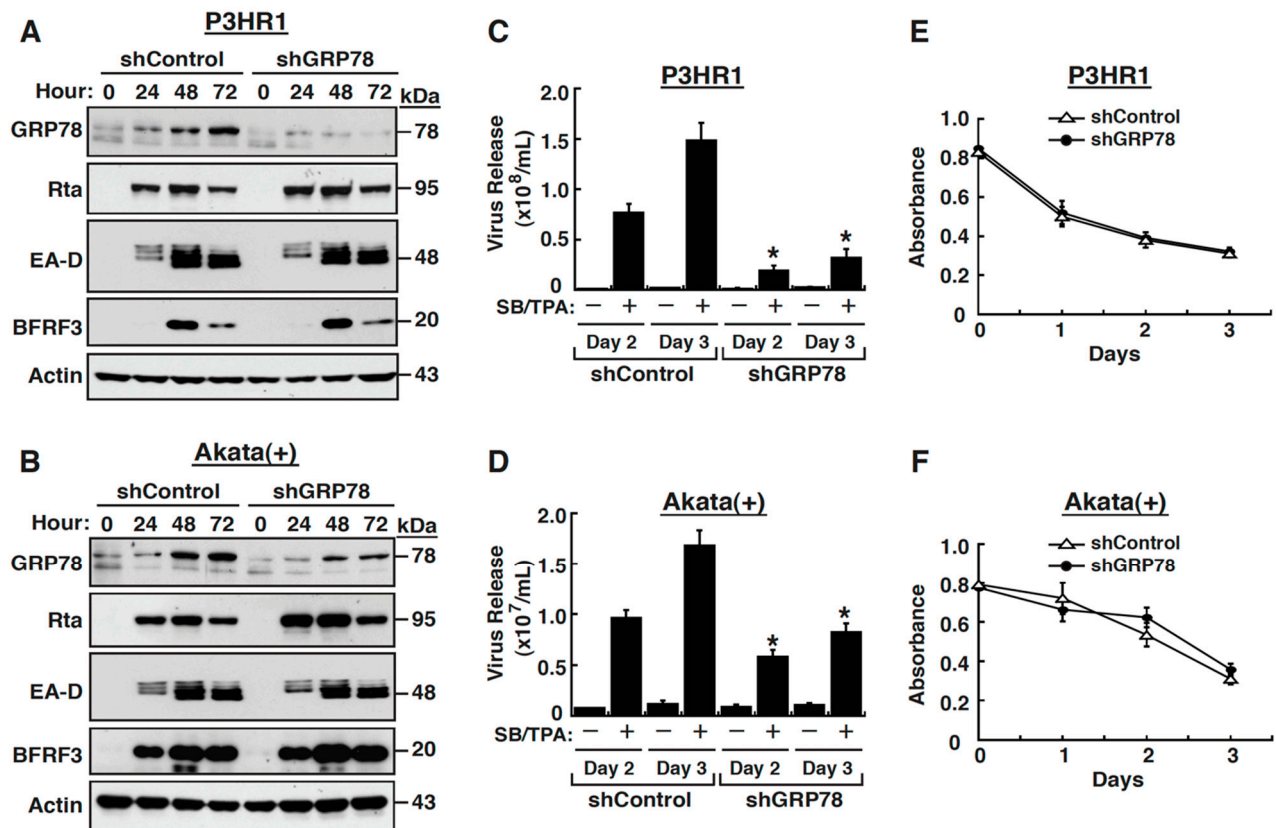 A
P3HR1
shControl shGRP78
Hour: 0 24 48 72 0 24 48 72 kDa
GRP78 78
Rta 95
EA-D 48
BFRF3 20
Actin 43
B
Akata(+)
shControl shGRP78
Hour: 0 24 48 72 0 24 48 72 kDa
GRP78 78
Rta 95
EA-D 48
BFRF3 20
Actin 43
C
P3HR1
Virus Release
(x10⁸/mL)
2.0
1.5
1.0
0.5
0
* *
SB/TPA: − + − + − + − +
Day 2 Day 3 Day 2 Day 3
shControl shGRP78
D
Akata(+)
Virus Release
(x10⁷/mL)
2.0
1.5
1.0
0.5
0
* *
SB/TPA: − + − + − + − +
Day 2 Day 3 Day 2 Day 3
shControl shGRP78
E
P3HR1
shControl
shGRP78
Absorbance
1.0
0.8
0.6
0.4
0.2
0
0 1 2 3
Days
F
Akata(+)
shControl
shGRP78
Absorbance
1.0
0.8
0.6
0.4
0.2
0
0 1 2 3
Days